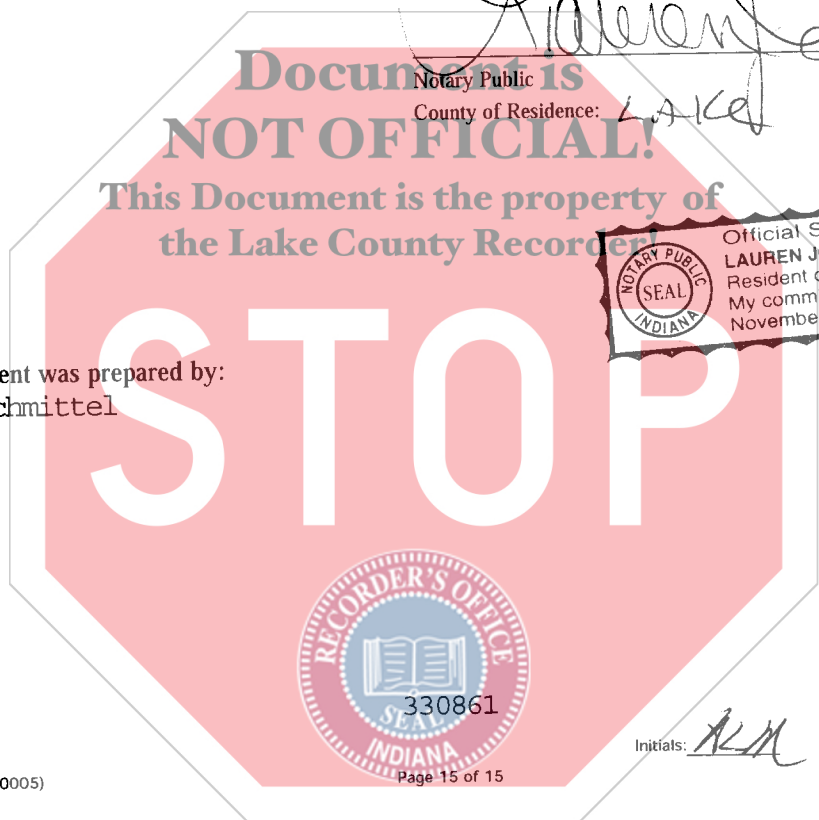 Document is
Notary Public
County of Residence: LAKE
NOT OFFICIAL!
This Document is the property of
the Lake County Recorder!
Official S
LAUREN J
Resident o
My comm
Novembe
NOTARY PUBLIC
SEAL
INDIANA
ent was prepared by:
chmittel
STOP
RECORDER'S OFFICE
330861
SEAL
INDIANA
Initials: 
Page 15 of 15
0005)